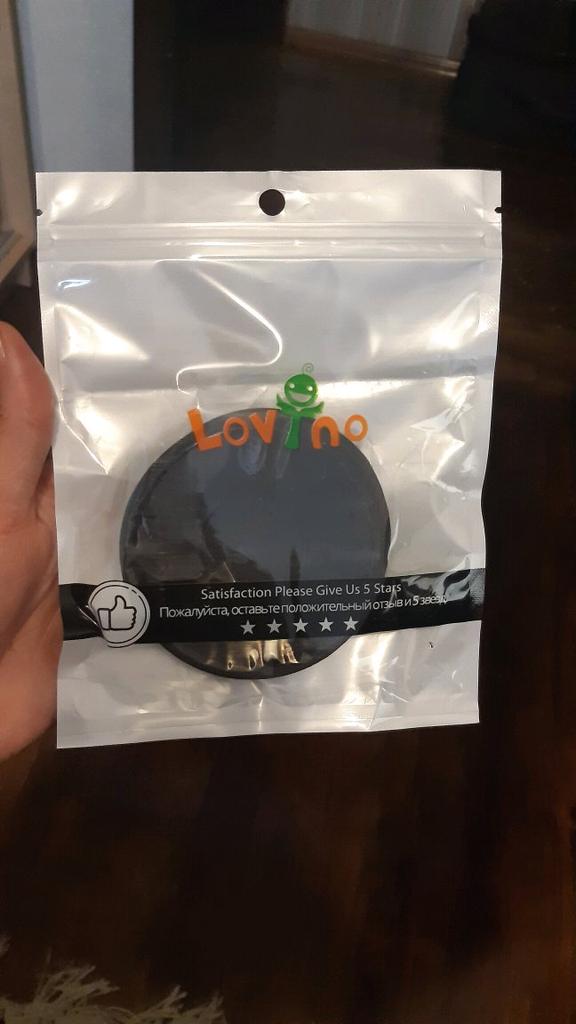 Lovino
Satisfaction Please Give Us 5 Stars
Пожалуйста, оставьте положительный отзыв и 5 звезд